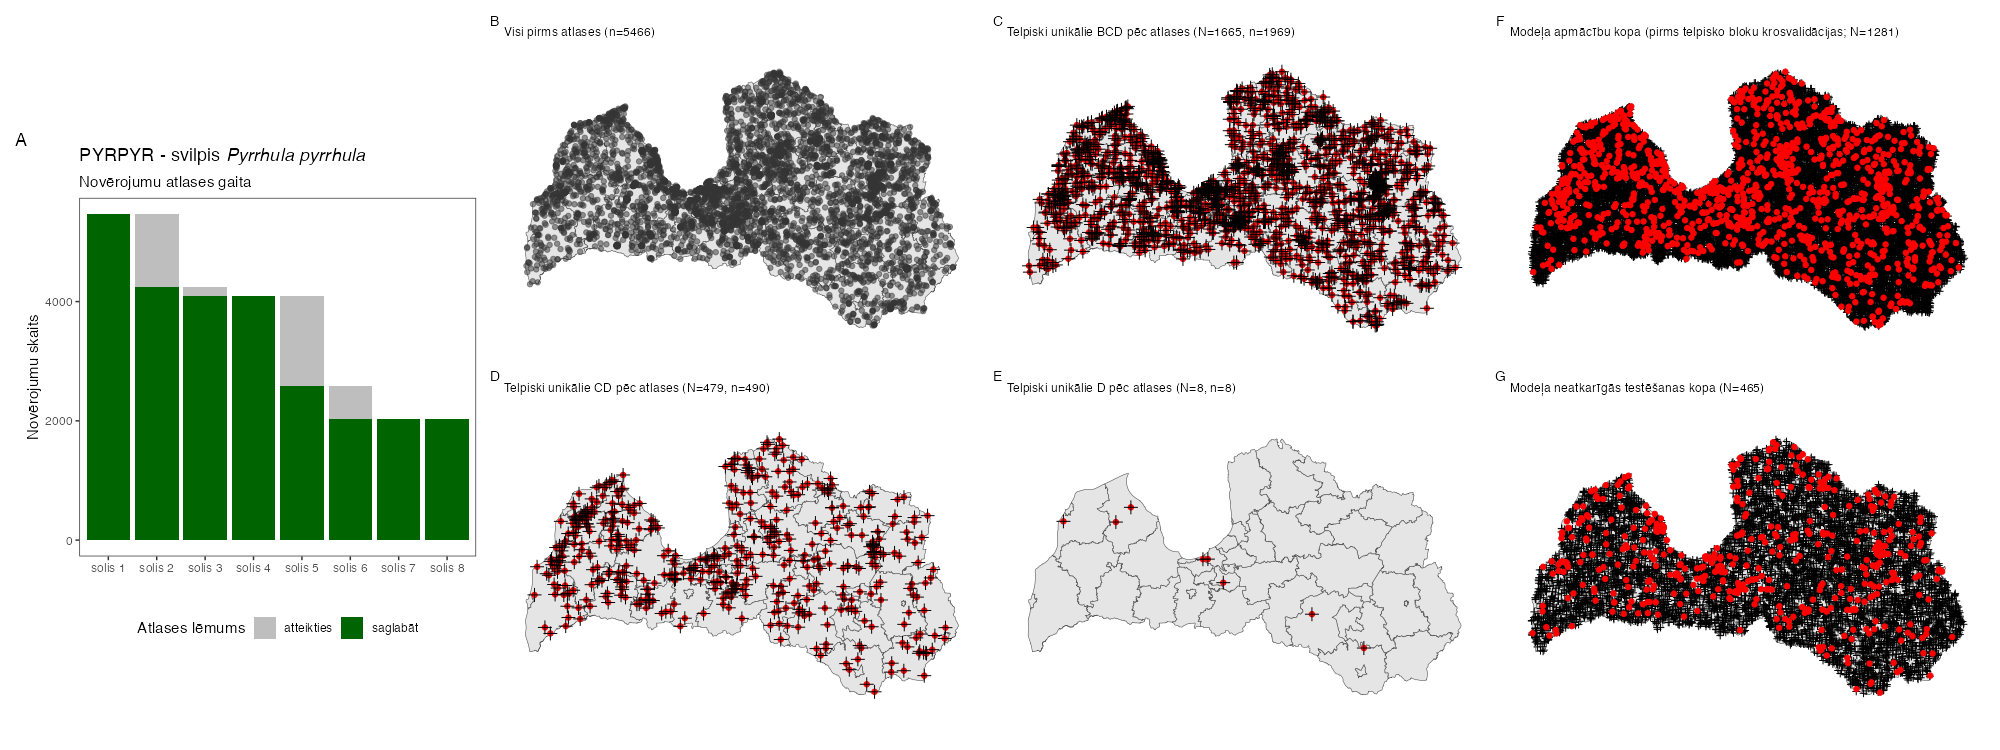 A
PYRPYR - svilpis Pyrrhula pyrrhula
Novērojumu atlases gaita
Novērojumu skaits
4000
2000
0
solis 1 solis 2 solis 3 solis 4 solis 5 solis 6 solis 7 solis 8
Atlases lēmums atteikties saglabāt
B
Visi pirms atlases (n=5466)
C
Telpiski unikālie BCD pēc atlases (N=1665, n=1969)
F
Modeļa apmācību kopa (pirms telpisko bloku krosvalidācijas; N=1281)
D
Telpiski unikālie CD pēc atlases (N=479, n=490)
E
Telpiski unikālie D pēc atlases (N=8, n=8)
G
Modeļa neatkarīgās testēšanas kopa (N=465)